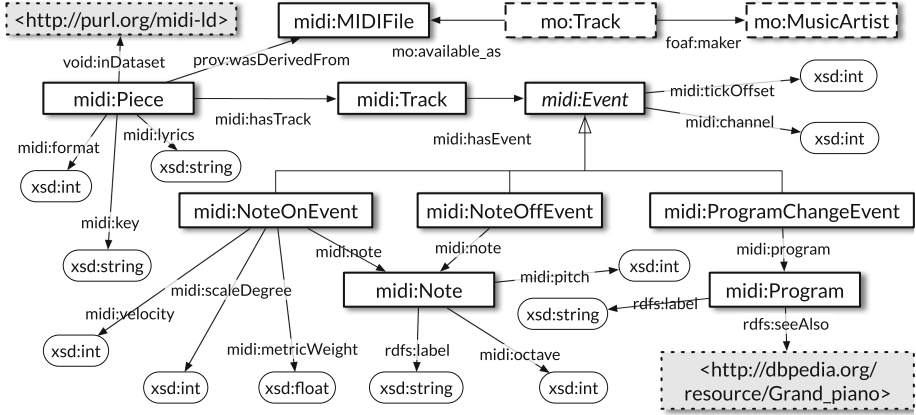 <http://purl.org/midi-ld>
midi:MIDIFile
mo:Track
mo:MusicArtist
mo:available_as
foaf:maker
void:inDataset
prov:wasDerivedFrom
midi:Piece
midi:Track
midi:Event
midi:tickOffset
xsd:int
midi:hasTrack
midi:hasEvent
midi:channel
xsd:int
midi:format
midi:lyrics
xsd:int
xsd:string
midi:key
xsd:string
midi:NoteOnEvent
midi:NoteOffEvent
midi:ProgramChangeEvent
midi:note
midi:note
midi:program
midi:scaleDegree
midi:velocity
midi:Note
midi:pitch
xsd:int
midi:Program
xsd:string
rdfs:label
rdfs:seeAlso
xsd:int
midi:metricWeight
rdfs:label
midi:octave
xsd:int
xsd:float
xsd:string
xsd:int
<http://dbpedia.org/
resource/Grand_piano>